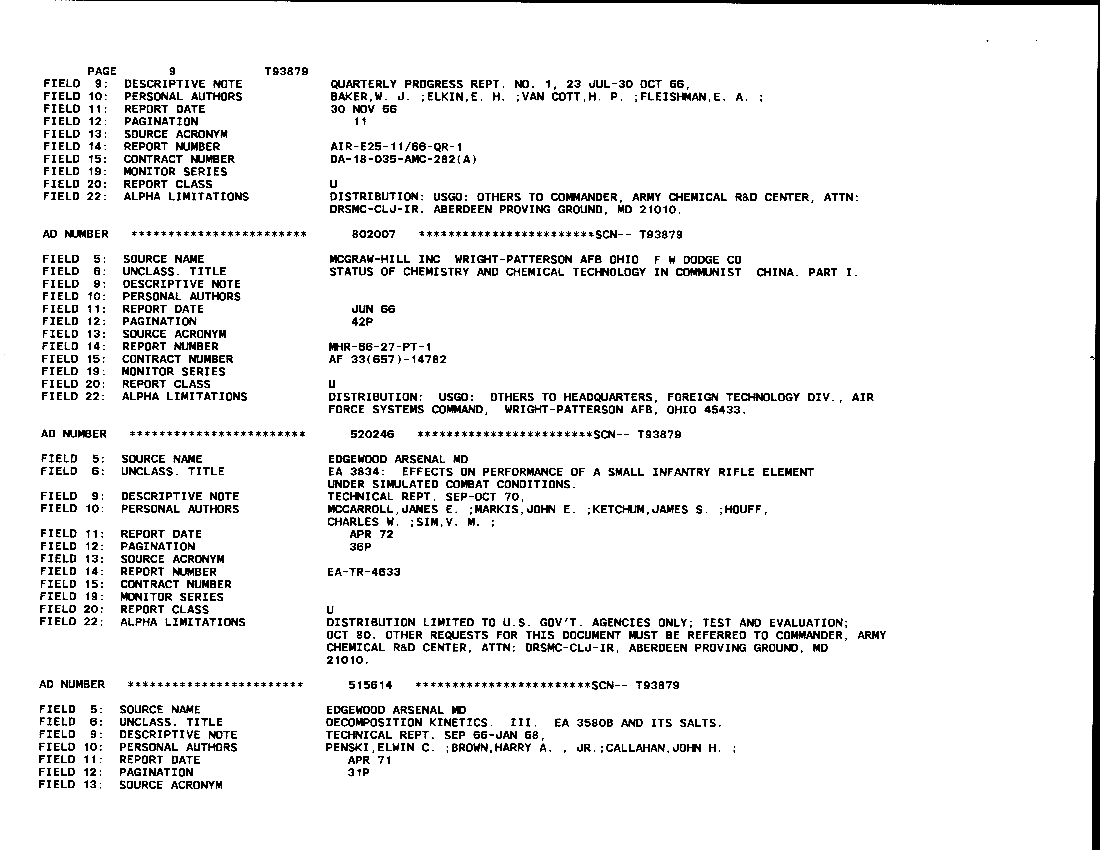 PAGE 9 T93879
FIELD 9: DESCRIPTIVE NOTE QUARTERLY PROGRESS REPT. NO. 1, 23 JUL-30 OCT 66,
FIELD 10: PERSONAL AUTHORS BAKER,W. J. ;ELKIN,E. H. ;VAN COTT,H. P. ;FLEISHMAN,E. A. ;
FIELD 11: REPORT DATE 30 NOV 66
FIELD 12: PAGINATION 11
FIELD 13: SOURCE ACRONYM
FIELD 14: REPORT NUMBER AIR-E25-11/66-QR-1
FIELD 15: CONTRACT NUMBER DA-18-035-AMC-282(A)
FIELD 19: MONITOR SERIES
FIELD 20: REPORT CLASS U
FIELD 22: ALPHA LIMITATIONS DISTRIBUTION: USGO: OTHERS TO COMMANDER, ARMY CHEMICAL R&D CENTER, ATTN:
DRSMC-CLJ-IR. ABERDEEN PROVING GROUND, MD 21010.
AD NUMBER ************************ 802007 ************************SCN-- T93879
FIELD 5: SOURCE NAME MCGRAW-HILL INC WRIGHT-PATTERSON AFB OHIO F W DODGE CO
FIELD 6: UNCLASS. TITLE STATUS OF CHEMISTRY AND CHEMICAL TECHNOLOGY IN COMMUNIST CHINA. PART I.
FIELD 9: DESCRIPTIVE NOTE
FIELD 10: PERSONAL AUTHORS
FIELD 11: REPORT DATE JUN 66
FIELD 12: PAGINATION 42P
FIELD 13: SOURCE ACRONYM
FIELD 14: REPORT NUMBER MHR-66-27-PT-1
FIELD 15: CONTRACT NUMBER AF 33(657)-14782
FIELD 19: MONITOR SERIES
FIELD 20: REPORT CLASS U
FIELD 22: ALPHA LIMITATIONS DISTRIBUTION: USGO: OTHERS TO HEADQUARTERS, FOREIGN TECHNOLOGY DIV., AIR
FORCE SYSTEMS COMMAND, WRIGHT-PATTERSON AFB, OHIO 45433.
AD NUMBER ************************ 520246 ************************SCN-- T93879
FIELD 5: SOURCE NAME EDGEWOOD ARSENAL MD
FIELD 6: UNCLASS. TITLE EA 3834: EFFECTS ON PERFORMANCE OF A SMALL INFANTRY RIFLE ELEMENT
UNDER SIMULATED COMBAT CONDITIONS.
FIELD 9: DESCRIPTIVE NOTE TECHNICAL REPT. SEP-OCT 70,
FIELD 10: PERSONAL AUTHORS MCCARROLL,JAMES E. ;MARKIS,JOHN E. ;KETCHUM,JAMES S. ;HOUFF,
CHARLES W. ;SIM,V. M. ;
FIELD 11: REPORT DATE APR 72
FIELD 12: PAGINATION 36P
FIELD 13: SOURCE ACRONYM
FIELD 14: REPORT NUMBER EA-TR-4633
FIELD 15: CONTRACT NUMBER
FIELD 19: MONITOR SERIES
FIELD 20: REPORT CLASS U
FIELD 22: ALPHA LIMITATIONS DISTRIBUTION LIMITED TO U.S. GOV'T. AGENCIES ONLY; TEST AND EVALUATION;
OCT 80. OTHER REQUESTS FOR THIS DOCUMENT MUST BE REFERRED TO COMMANDER, ARMY
CHEMICAL R&D CENTER, ATTN: DRSMC-CLJ-IR, ABERDEEN PROVING GROUND, MD
21010.
AD NUMBER ************************ 515614 ************************SCN-- T93879
FIELD 5: SOURCE NAME EDGEWOOD ARSENAL MD
FIELD 6: UNCLASS. TITLE DECOMPOSITION KINETICS. III. EA 3580B AND ITS SALTS.
FIELD 9: DESCRIPTIVE NOTE TECHNICAL REPT. SEP 66-JAN 68,
FIELD 10: PERSONAL AUTHORS PENSKI,ELWIN C. ;BROWN,HARRY A. , JR.;CALLAHAN,JOHN H. ;
FIELD 11: REPORT DATE APR 71
FIELD 12: PAGINATION 31P
FIELD 13: SOURCE ACRONYM